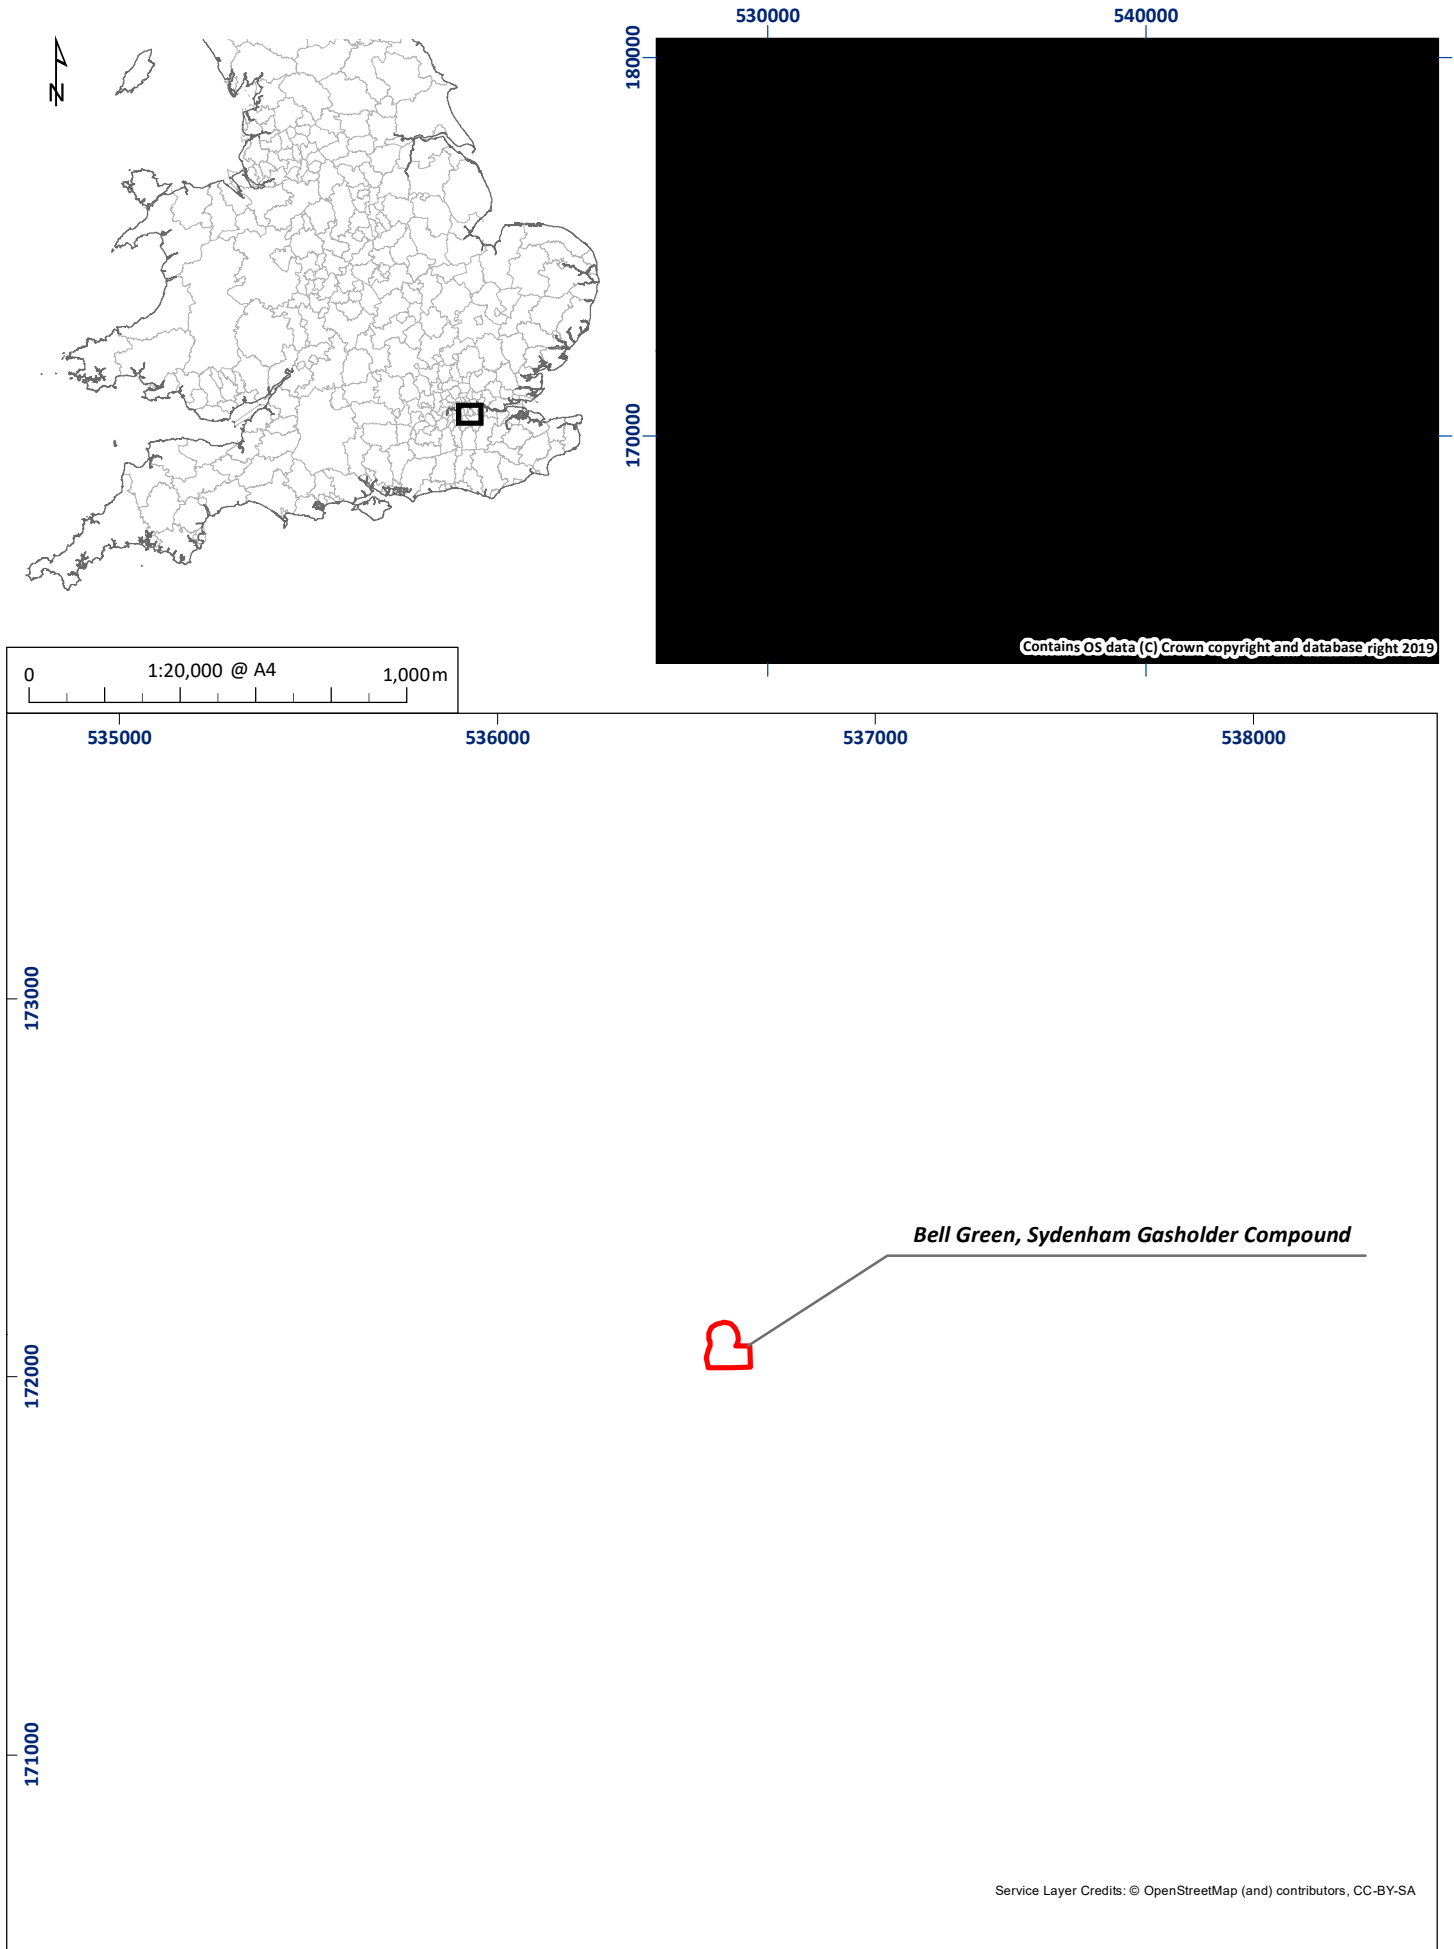 N
530000
540000
180000
170000
Contains OS data (C) Crown copyright and database right 2019
0
1:20,000 @ A4
1,000m
535000
536000
537000
538000
173000
172000
171000
Bell Green, Sydenham Gasholder Compound
Service Layer Credits: © OpenStreetMap (and) contributors, CC-BY-SA